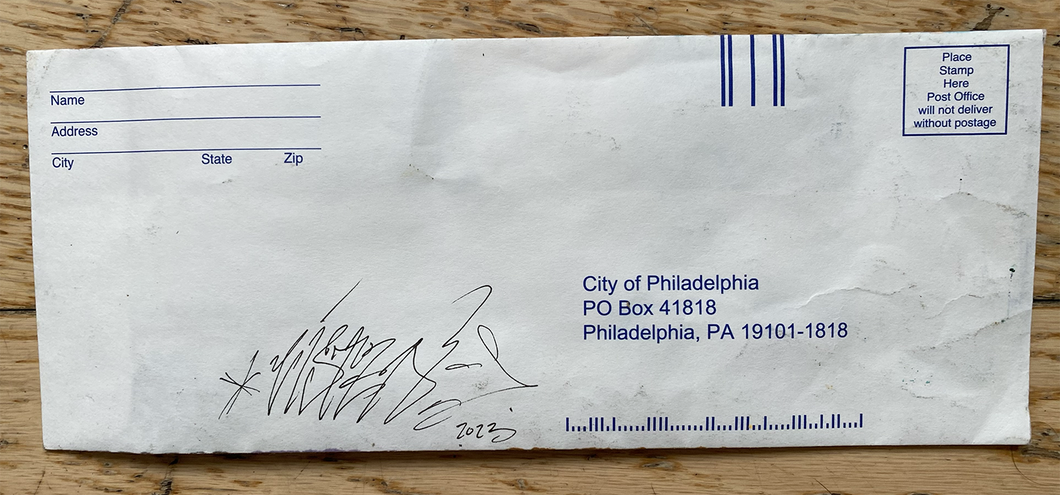 Name
Address
City State Zip
Place
Stamp
Here
Post Office
will not deliver
without postage
City of Philadelphia
PO Box 41818
Philadelphia, PA 19101-1818
2023